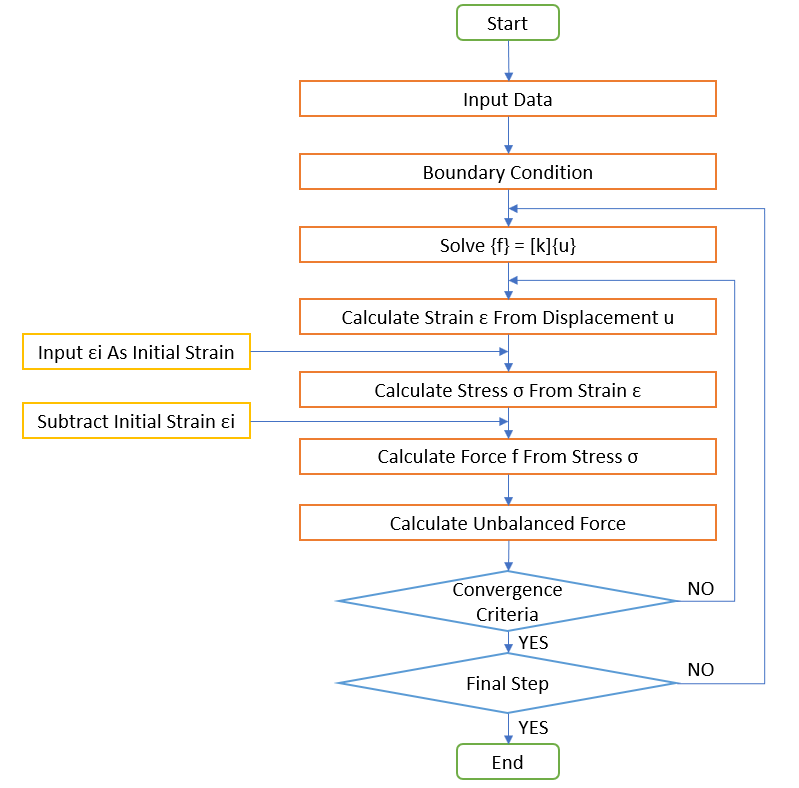 Start
Input Data
Boundary Condition
Solve {f} = [k]{u}
Calculate Strain ε From Displacement u
Input εi As Initial Strain
Calculate Stress σ From Strain ε
Subtract Initial Strain εi
Calculate Force f From Stress σ
Calculate Unbalanced Force
Convergence
Criteria
NO
YES
Final Step
NO
YES
End